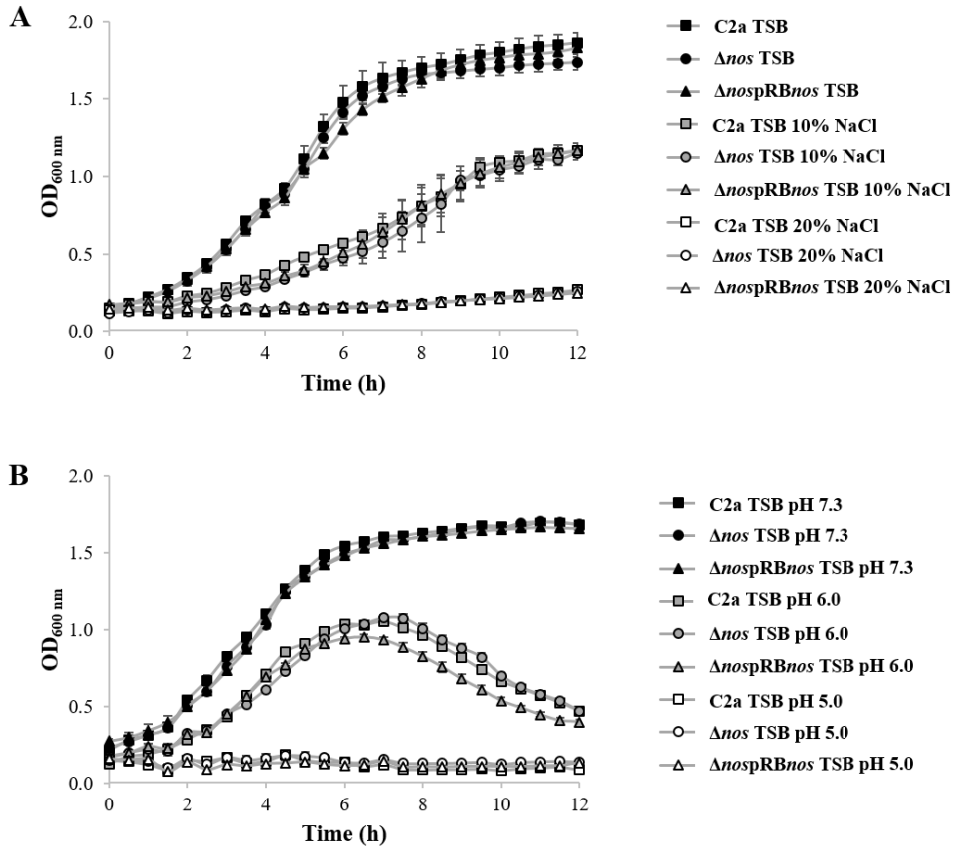 A
2.0
1.5
1.0
0.5
0.0
OD600 nm
0 2 4 6 8 10 12
Time (h)
C2a TSB
Δnos TSB
ΔnospRBnos TSB
C2a TSB 10% NaCl
Δnos TSB 10% NaCl
ΔnospRBnos TSB 10% NaCl
C2a TSB 20% NaCl
Δnos TSB 20% NaCl
ΔnospRBnos TSB 20% NaCl
B
2.0
1.5
1.0
0.5
0.0
OD600 nm
0 2 4 6 8 10 12
Time (h)
C2a TSB pH 7.3
Δnos TSB pH 7.3
ΔnospRBnos TSB pH 7.3
C2a TSB pH 6.0
Δnos TSB pH 6.0
ΔnospRBnos TSB pH 6.0
C2a TSB pH 5.0
Δnos TSB pH 5.0
ΔnospRBnos TSB pH 5.0